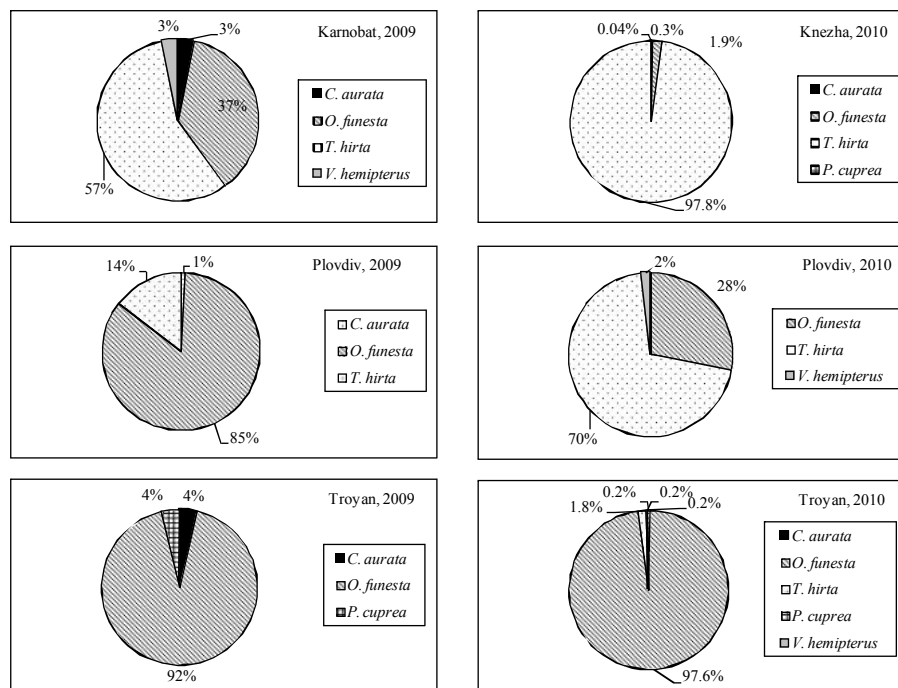 Karnobat, 2009
3%
3%
37%
57%
C. aurata
O. funesta
T. hirta
V. hemipterus
Knezha, 2010
0.04%
0.3%
1.9%
97.8%
C. aurata
O. funesta
T. hirta
P. cuprea
Plovdiv, 2009
14%
1%
85%
C. aurata
O. funesta
T. hirta
Plovdiv, 2010
2%
28%
70%
O. funesta
T. hirta
V. hemipterus
Troyan, 2009
4%
4%
92%
C. aurata
O. funesta
P. cuprea
Troyan, 2010
0.2%
0.2%
1.8%
0.2%
97.6%
C. aurata
O. funesta
T. hirta
P. cuprea
V. hemipterus